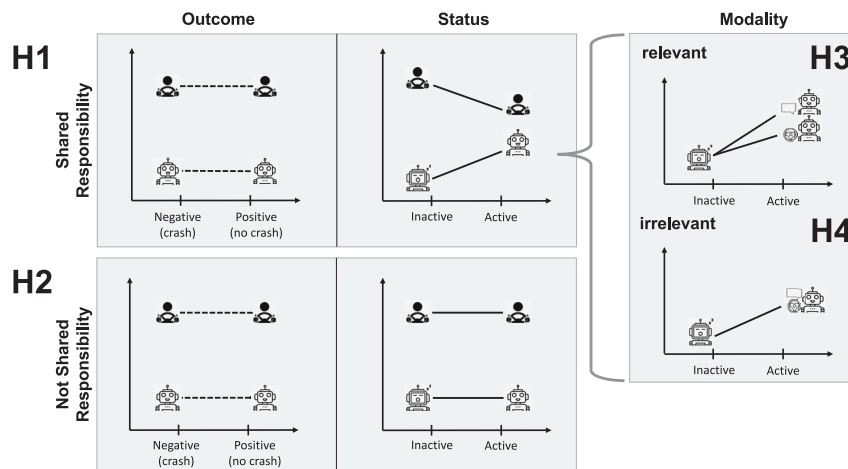 Outcome
Status
Modality
H1
Shared
Responsibility
Negative
(crash)
Positive
(no crash)
Inactive
Active
relevant
H3
Inactive
Active
irrelevant
H4
Inactive
Active
H2
Not Shared
Responsibility
Negative
(crash)
Positive
(no crash)
Inactive
Active